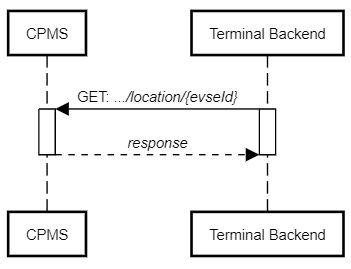 CPMS Terminal Backend
GET: .../location/{evseId}
response
CPMS Terminal Backend